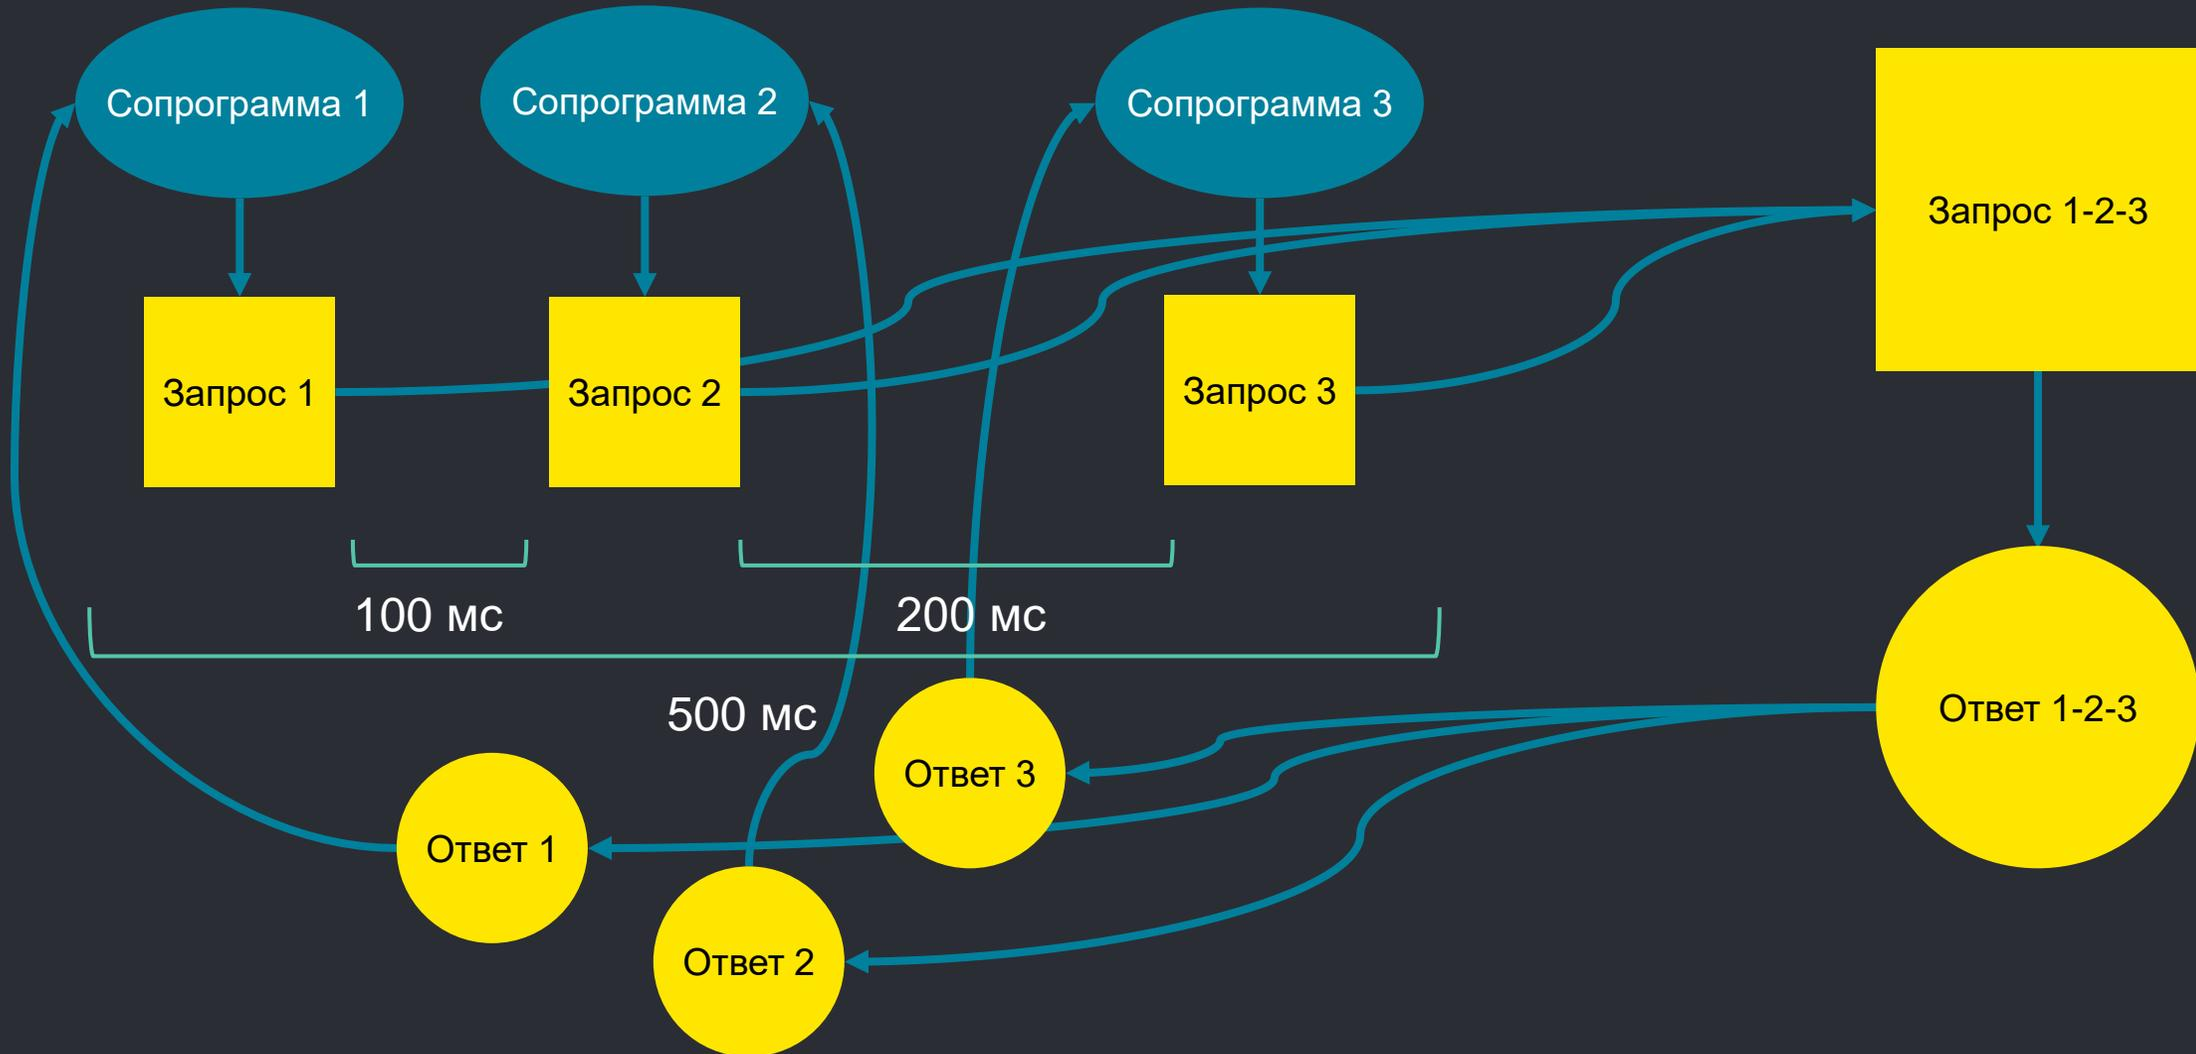 Сопрограмма 1
Сопрограмма 2
Сопрограмма 3
Запрос 1-2-3
Запрос 1
Запрос 2
Запрос 3
100 мс
200 мс
500 мс
Ответ 1-2-3
Ответ 3
Ответ 1
Ответ 2